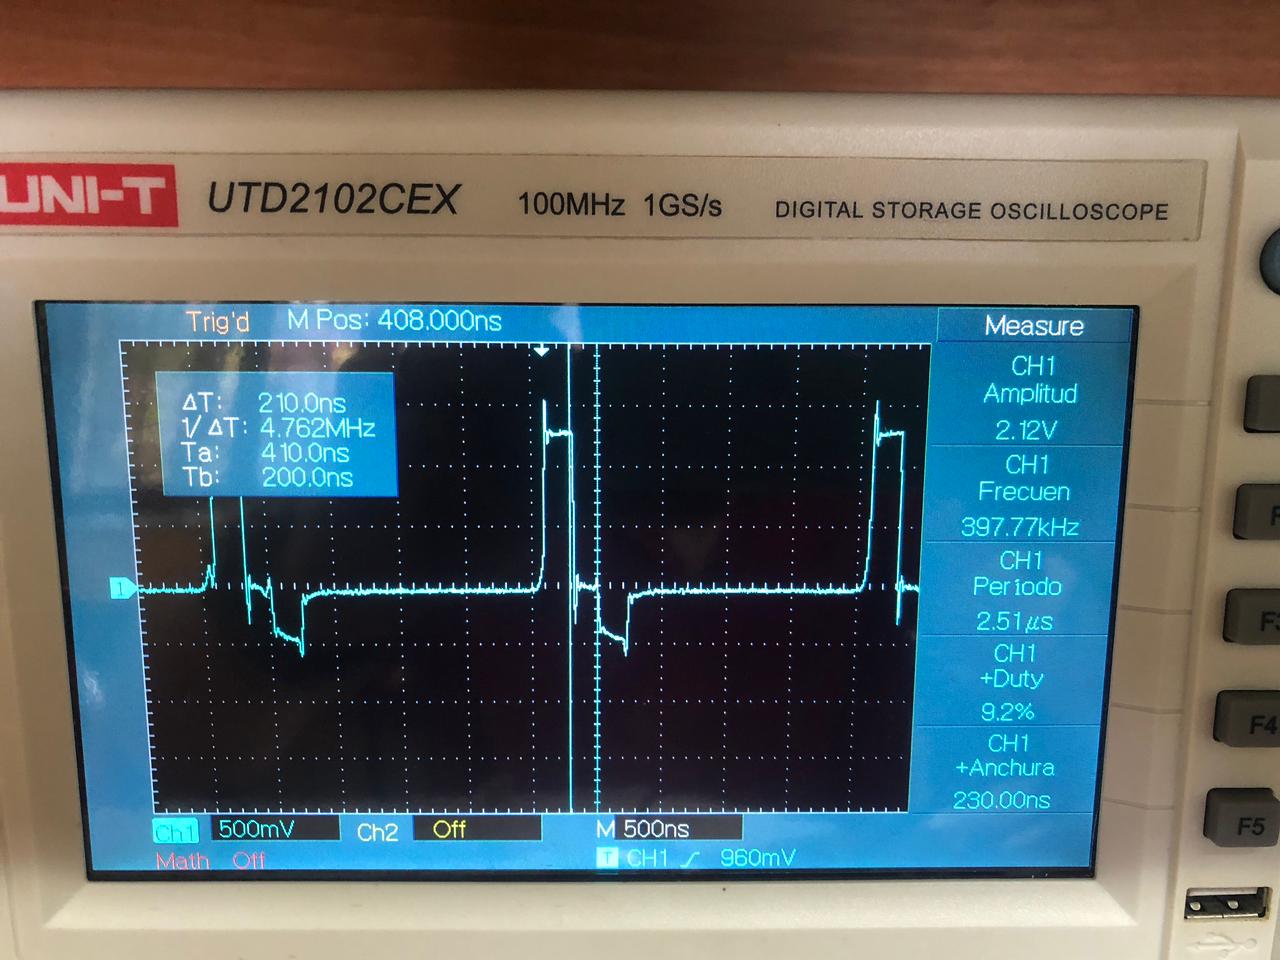 UNI-T UTD2102CEX 100MHz 1GS/s DIGITAL STORAGE OSCILLOSCOPE
Trig'd M Pos: 408.000ns
Measure
ΔT: 210.0ns
1/ΔT: 4.762MHz
Ta: 410.0ns
Tb: 200.0ns
1
CH1
Amplitud
2.12V
CH1
Frecuen
397.77kHz
CH1
Período
2.51µs
CH1
+Duty
9.2%
CH1
+Anchura
230.00ns
Ch1 500mV Ch2 Off M 500ns
Math Off T CH1 960mV
F4
F5